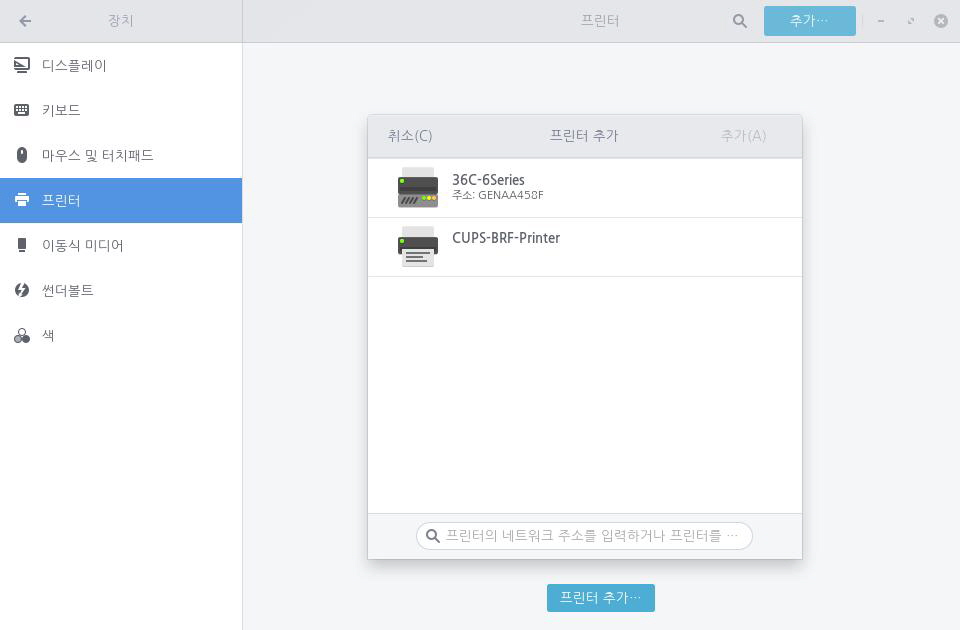 장치
프린터
추가…
디스플레이
키보드
마우스 및 터치패드
프린터
이동식 미디어
썬더볼트
색
취소(C)
프린터 추가
추가(A)
36C-6Series
주소: GENAA458F
CUPS-BRF-Printer
프린터의 네트워크 주소를 입력하거나 프린터를 …
프린터 추가…